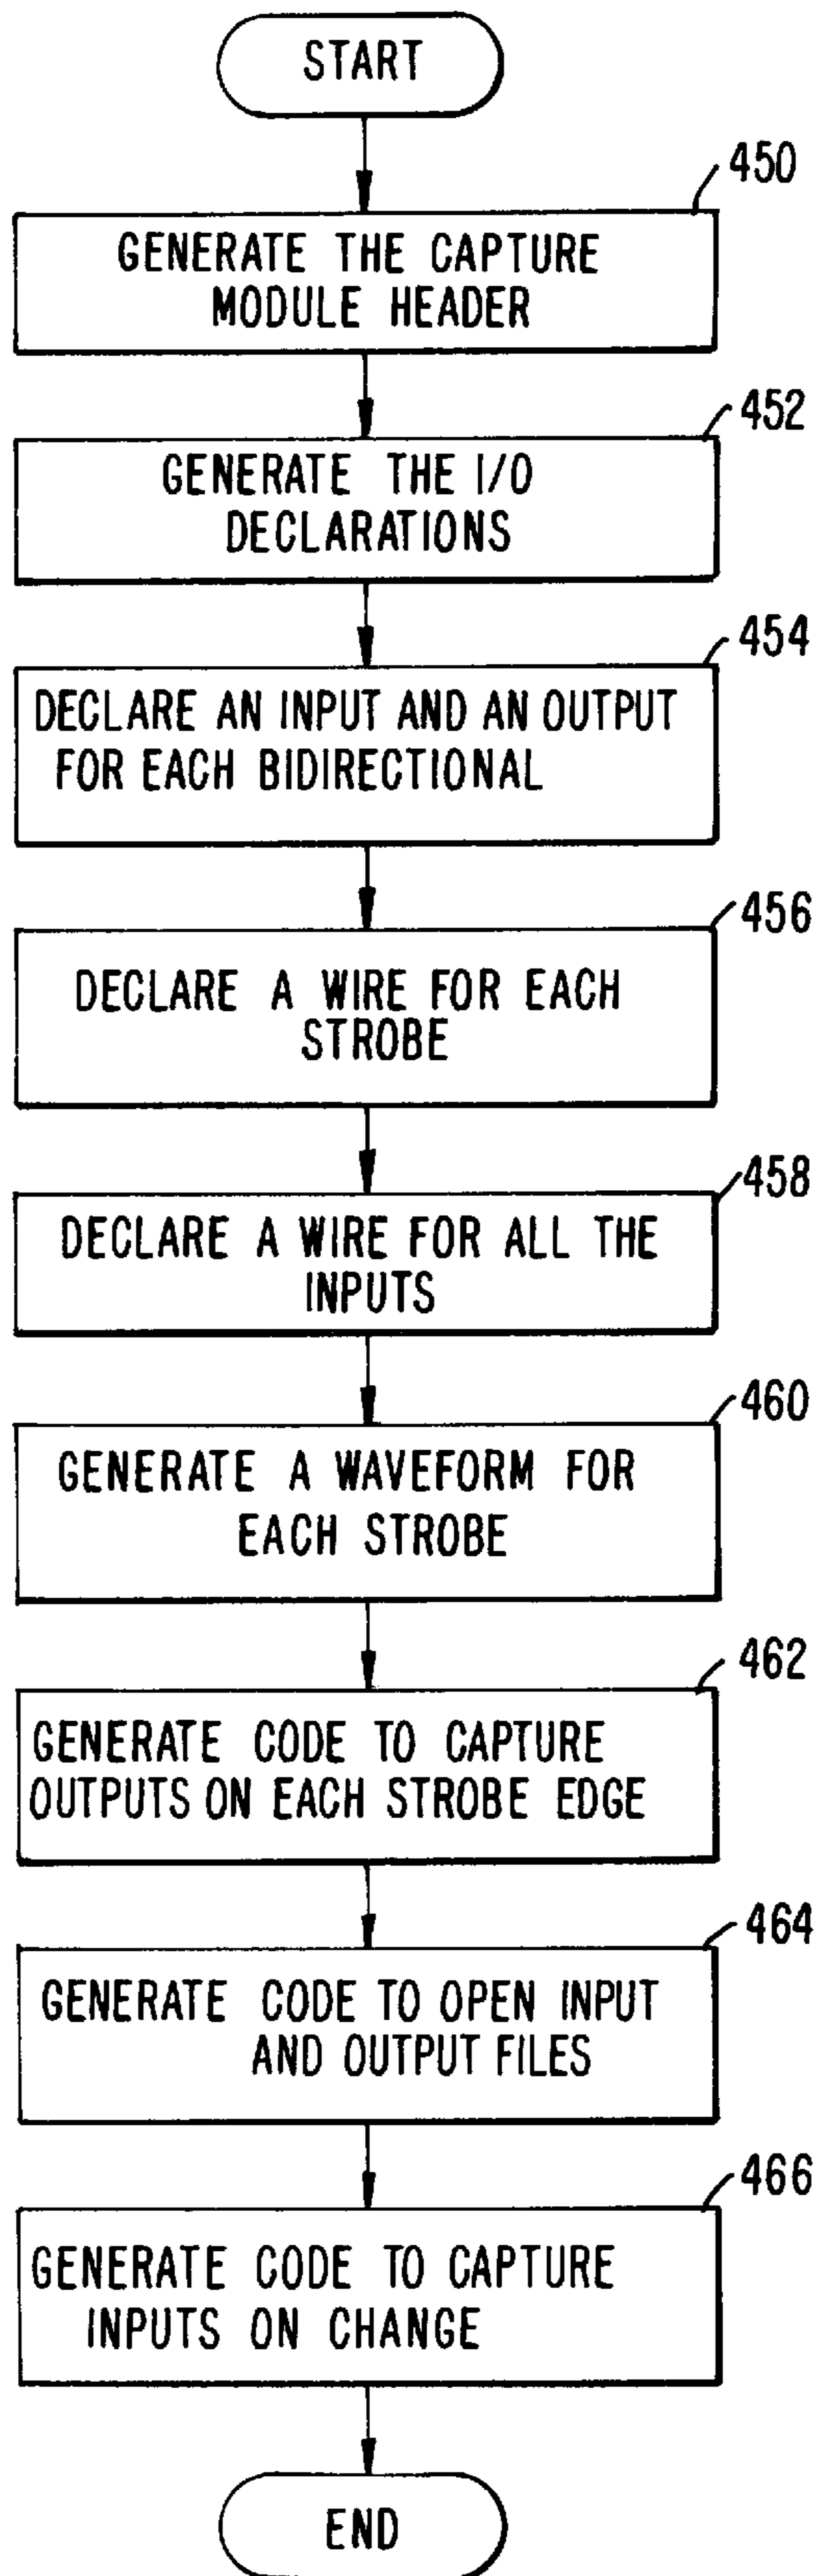 START
450
GENERATE THE CAPTURE
MODULE HEADER
452
GENERATE THE I/O
DECLARATIONS
454
DECLARE AN INPUT AND AN OUTPUT
FOR EACH BIDIRECTIONAL
456
DECLARE A WIRE FOR EACH
STROBE
458
DECLARE A WIRE FOR ALL THE
INPUTS
460
GENERATE A WAVEFORM FOR
EACH STROBE
462
GENERATE CODE TO CAPTURE
OUTPUTS ON EACH STROBE EDGE
464
GENERATE CODE TO OPEN INPUT
AND OUTPUT FILES
466
GENERATE CODE TO CAPTURE
INPUTS ON CHANGE
END